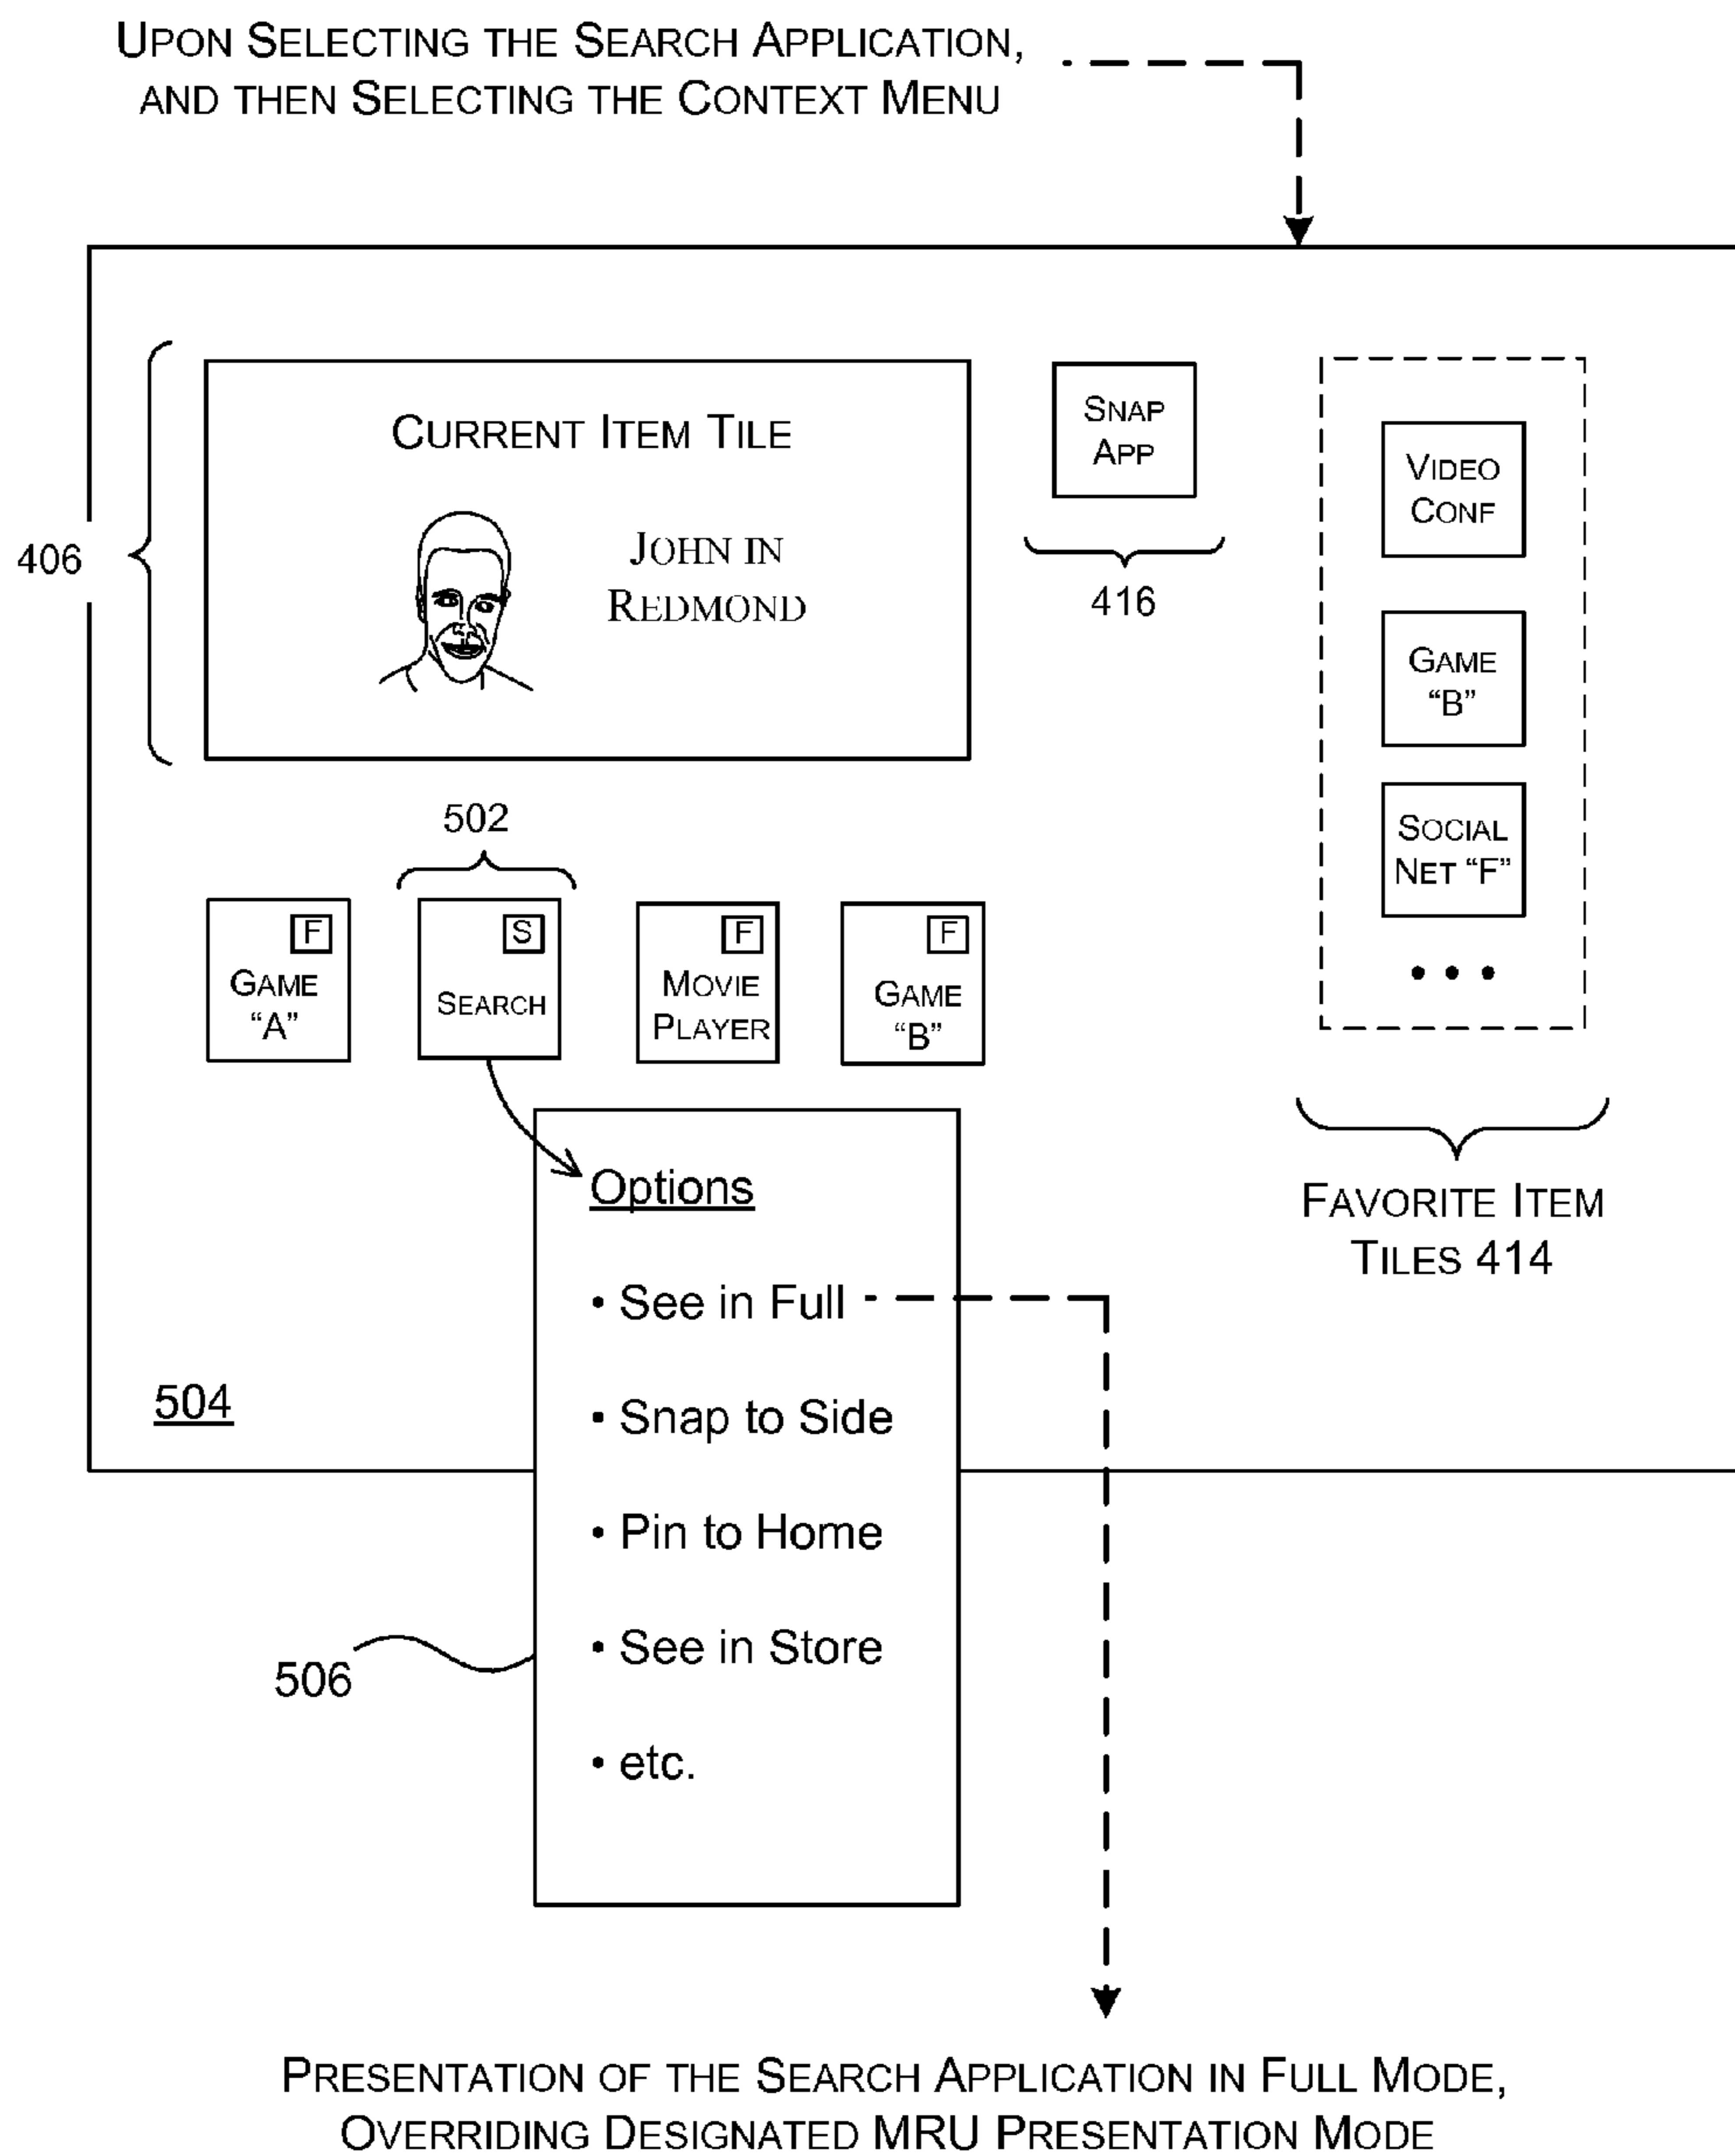 UPON SELECTING THE SEARCH APPLICATION,
AND THEN SELECTING THE CONTEXT MENU
406
CURRENT ITEM TILE
JOHN IN
REDMOND
SNAP
APP
416
VIDEO
CONF
GAME
“B”
SOCIAL
NET “F”
• • •
FAVORITE ITEM
TILES 414
502
F
GAME
“A”
S
SEARCH
F
MOVIE
PLAYER
F
GAME
“B”
Options
• See in Full
• Snap to Side
• Pin to Home
• See in Store
• etc.
504
506
PRESENTATION OF THE SEARCH APPLICATION IN FULL MODE,
OVERRIDING DESIGNATED MRU PRESENTATION MODE